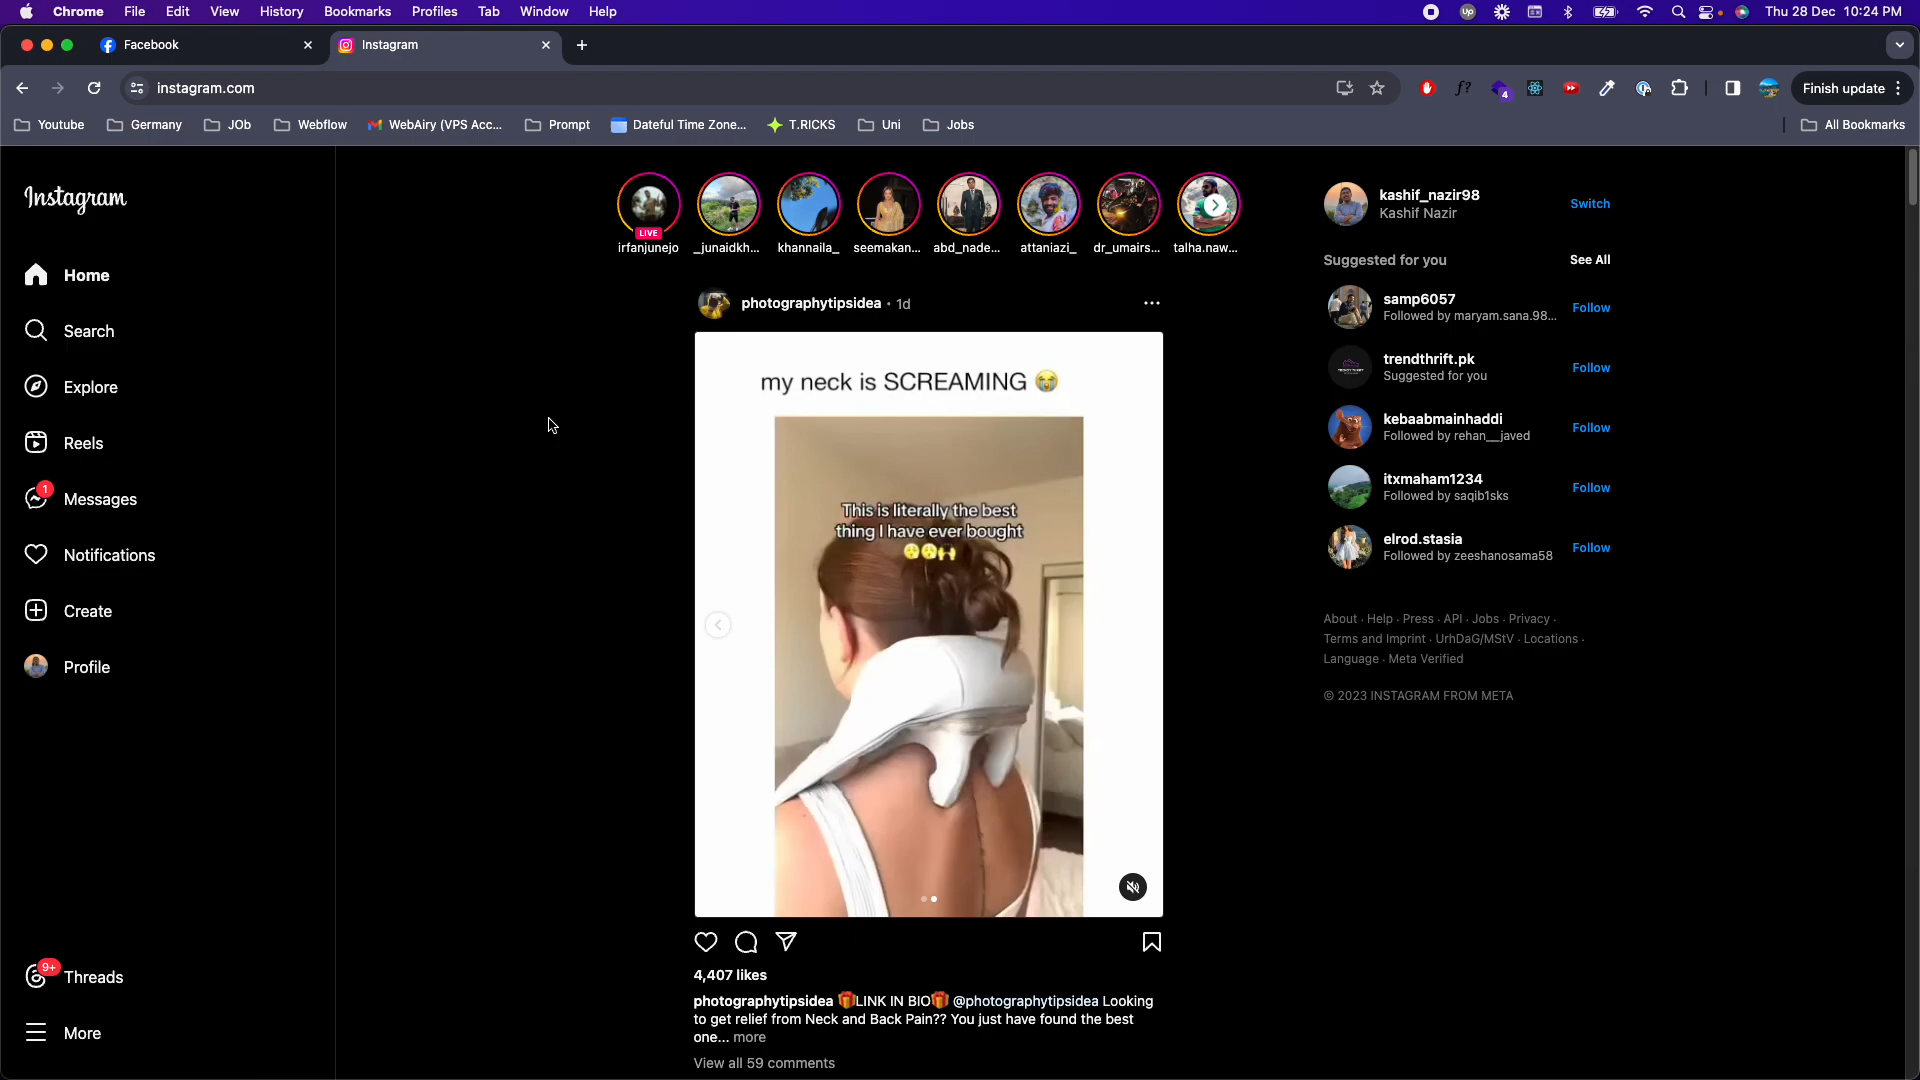 Chrome File Edit View History Bookmarks Profiles Tab Window Help
Up
Thu 28 Dec 10:24 PM
Facebook
Instagram
instagram.com
f?
4
Finish update
Youtube
Germany
JOb
Webflow
WebAiry (VPS Acc...
Prompt
Dateful Time Zone...
T.RICKS
Uni
Jobs
All Bookmarks
Instagram
Home
Search
Explore
Reels
1
Messages
Notifications
Create
Profile
9+
Threads
More
LIVE
irfanjunejo
_junaidkh...
khannaila_
seemakan...
abd_nade...
attaniazi_
dr_umairs...
talha.naw...
photographytipsidea • 1d
my neck is SCREAMING 😭
This is literally the best
thing I have ever bought
4,407 likes
photographytipsidea 🎁LINK IN BIO🎁 @photographytipsidea Looking
to get relief from Neck and Back Pain?? You just have found the best
one... more
View all 59 comments
kashif_nazir98
Kashif Nazir
Switch
Suggested for you
See All
samp6057
Followed by maryam.sana.98...
Follow
trendthrift.pk
Suggested for you
Follow
kebaabmainhaddi
Followed by rehan__javed
Follow
itxmaham1234
Followed by saqib1sks
Follow
elrod.stasia
Followed by zeeshanosama58
Follow
About · Help · Press · API · Jobs · Privacy ·
Terms and Imprint · UrhDaG/MStV · Locations ·
Language · Meta Verified
© 2023 INSTAGRAM FROM META